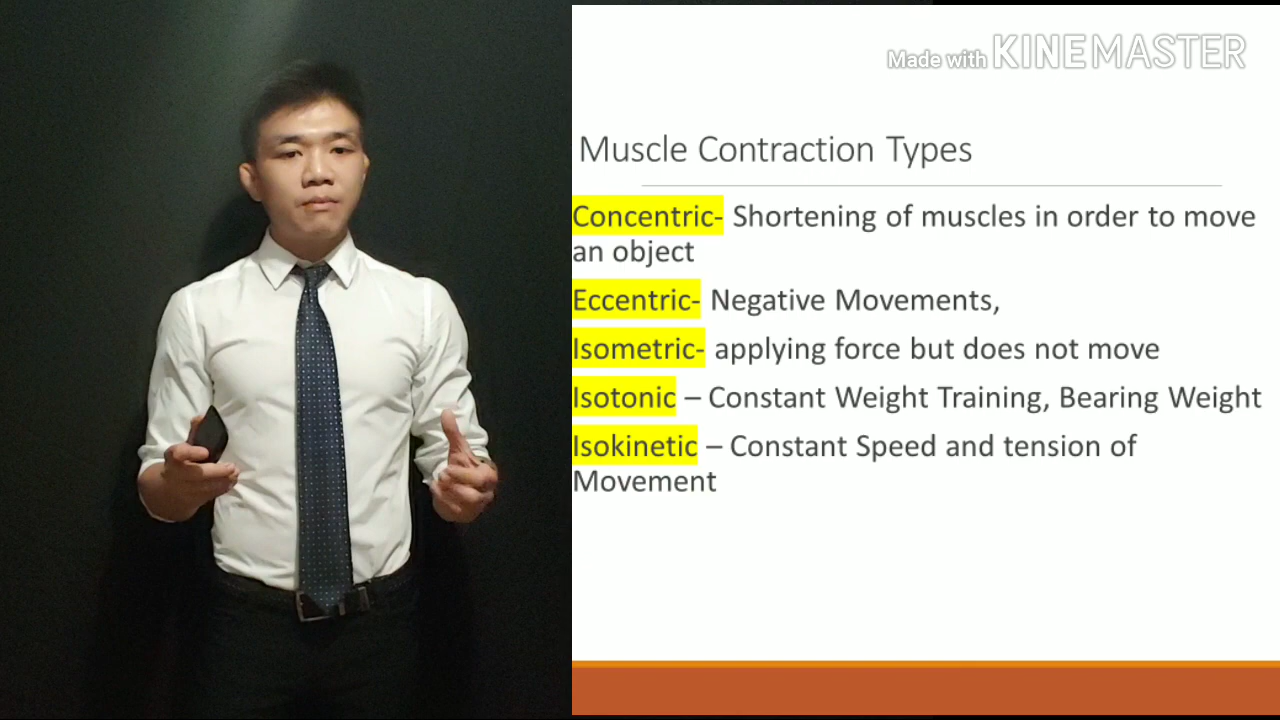 Made with KINEMASTER
Muscle Contraction Types
Concentric- Shortening of muscles in order to move
an object
Eccentric- Negative Movements,
Isometric- applying force but does not move
Isotonic – Constant Weight Training, Bearing Weight
Isokinetic – Constant Speed and tension of
Movement